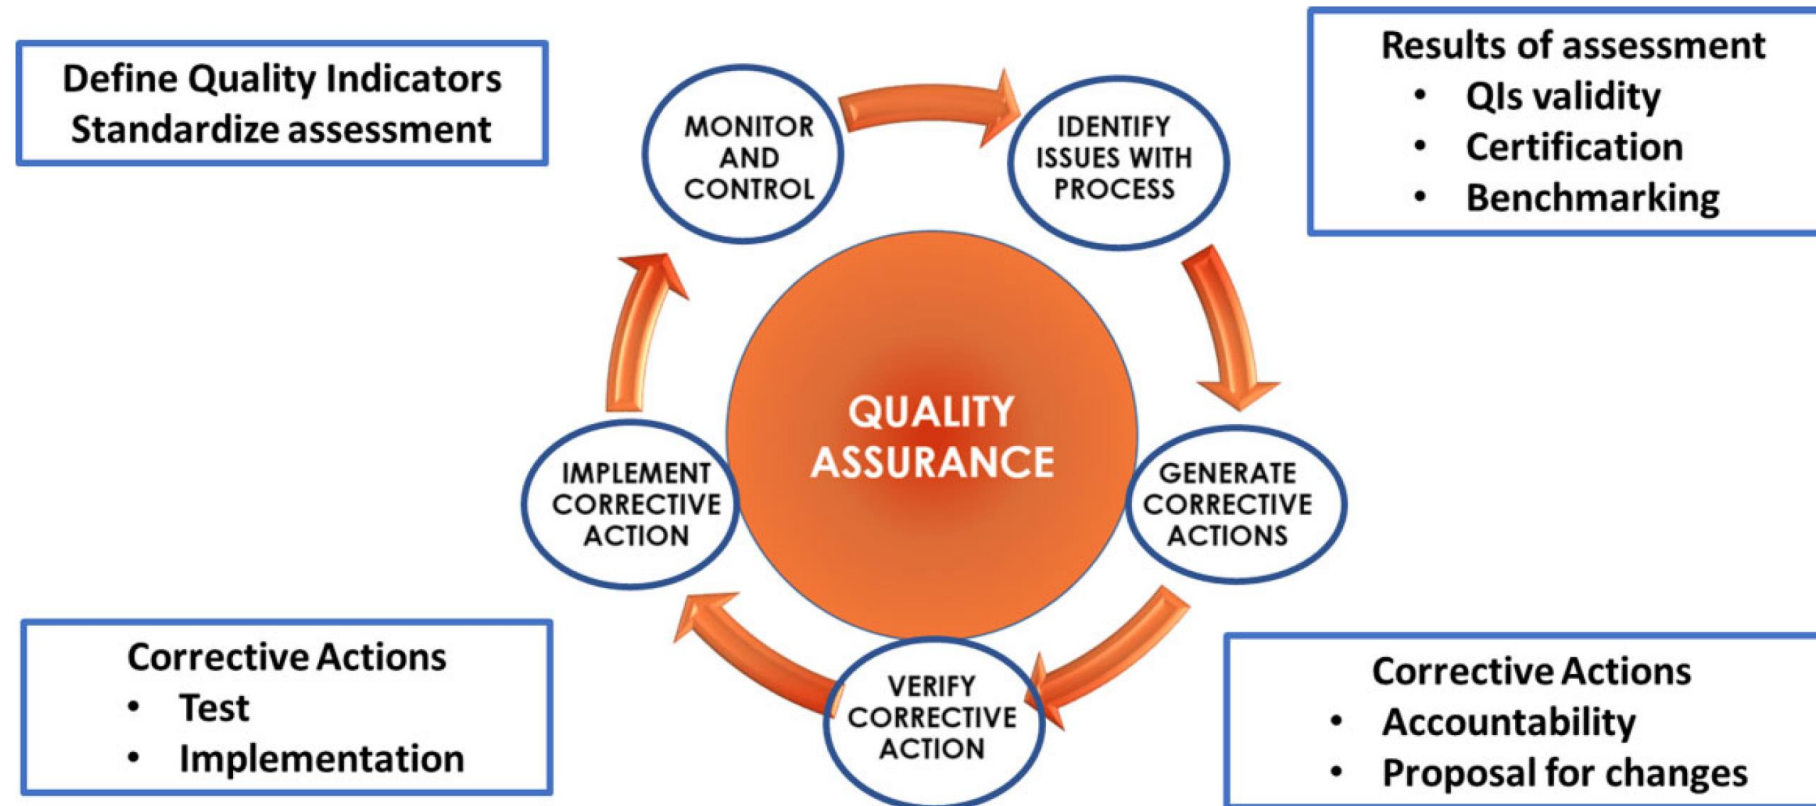 Define Quality Indicators
Standardize assessment
MONITOR
AND
CONTROL
IDENTIFY
ISSUES WITH
PROCESS
Results of assessment
• QIs validity
• Certification
• Benchmarking
QUALITY
ASSURANCE
IMPLEMENT
CORRECTIVE
ACTION
GENERATE
CORRECTIVE
ACTIONS
Corrective Actions
• Test
• Implementation
VERIFY
CORRECTIVE
ACTION
Corrective Actions
• Accountability
• Proposal for changes